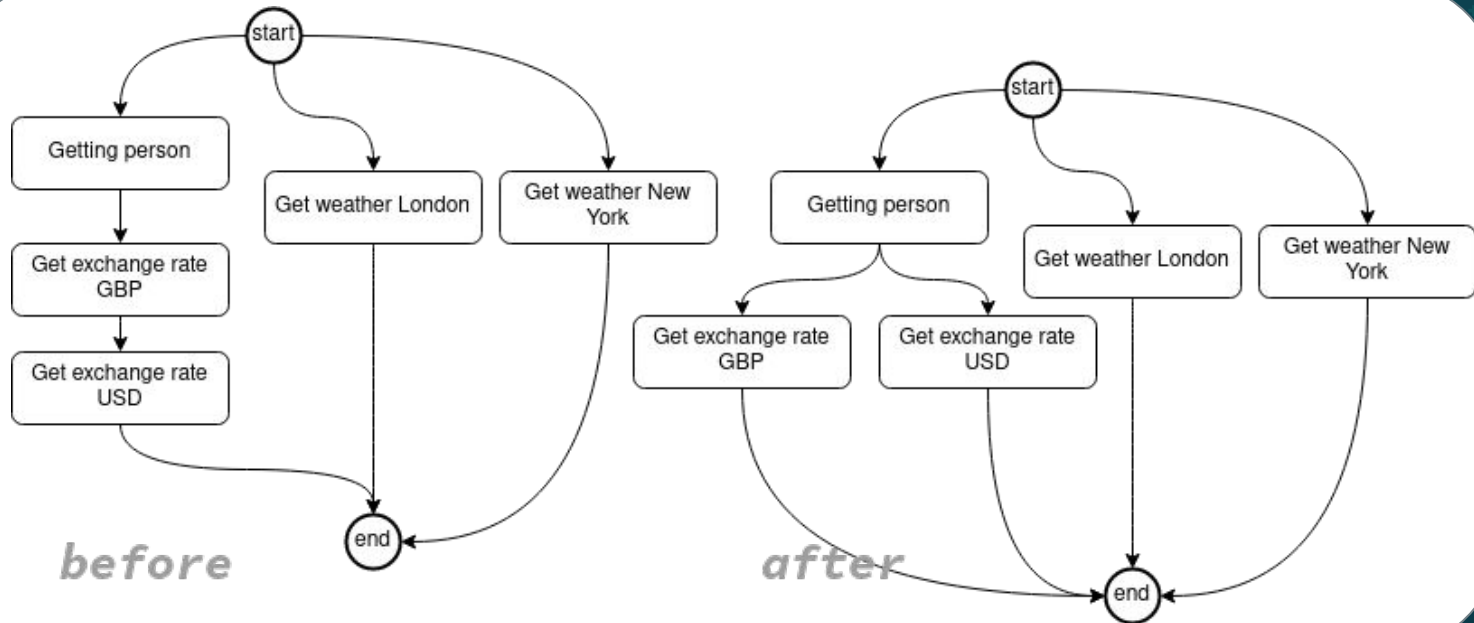 start
Getting person
Get weather London
Get weather New
York
Get exchange rate
GBP
Get exchange rate
USD
end
before
start
Getting person
Get weather London
Get weather New
York
Get exchange rate
GBP
Get exchange rate
USD
end
after